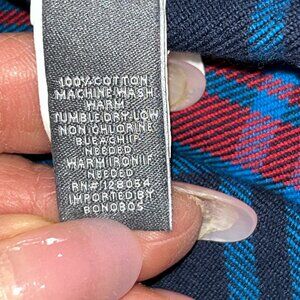 100% COTTON
MACHINE WASH
WARM
TUMBLE DRY LOW
NON-CHLORINE
BLEACH IF
NEEDED
WARM IRON IF
NEEDED
RN# 128054
IMPORTED BY
BONOBOS